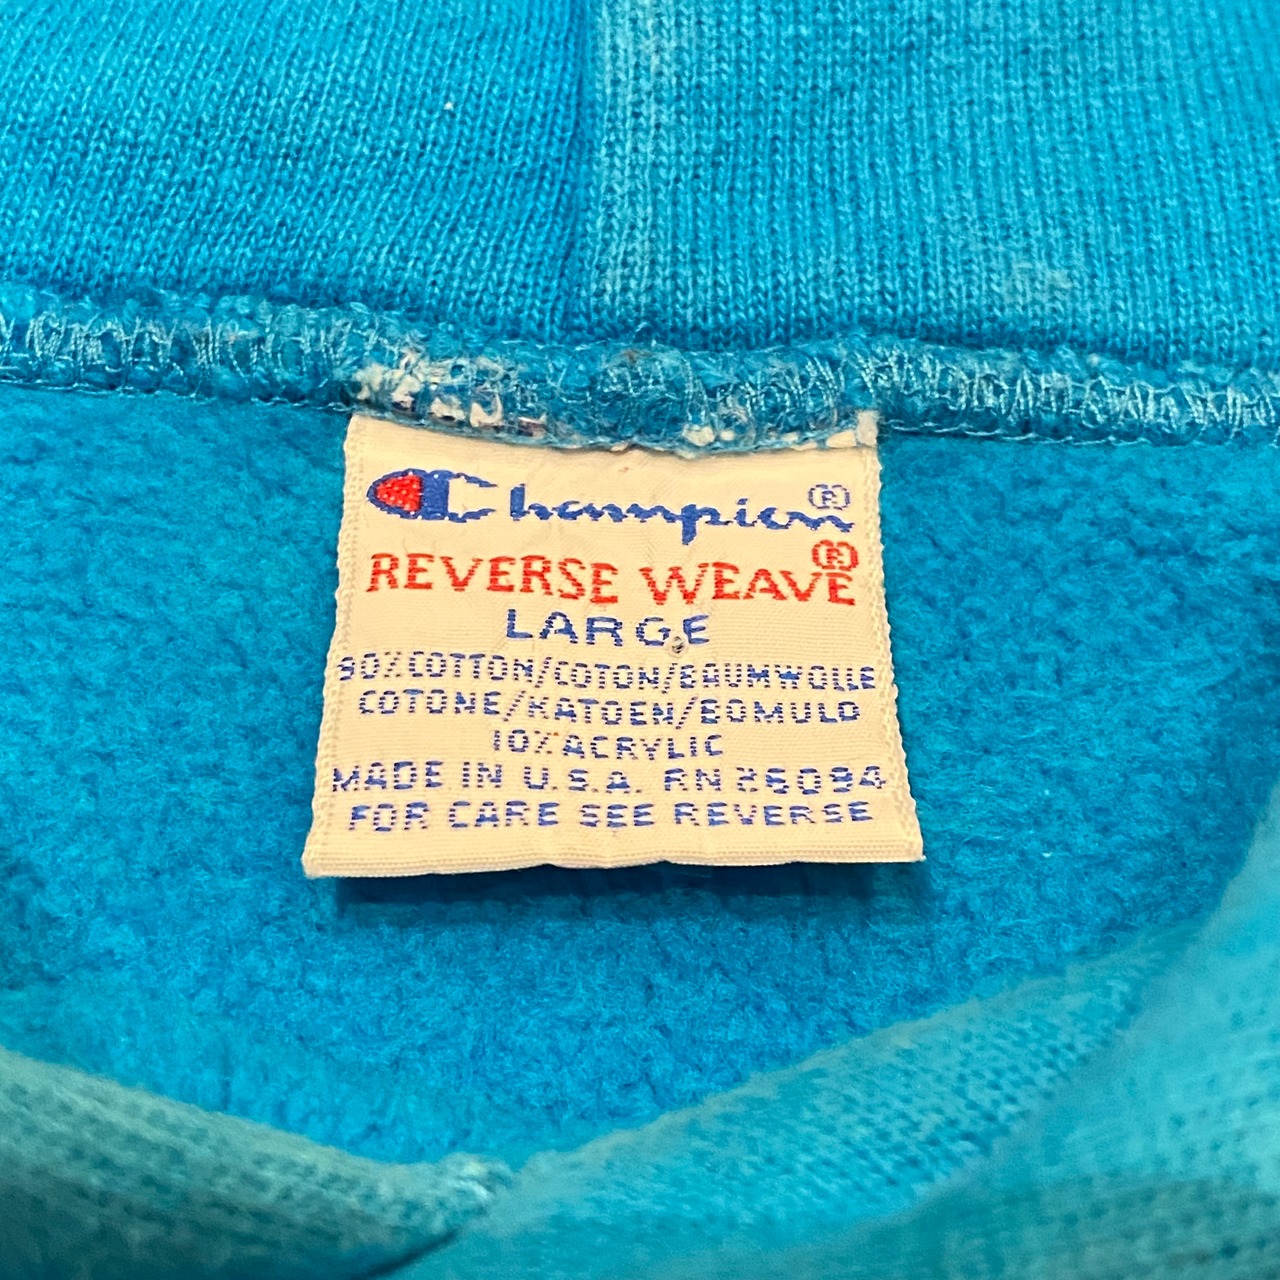 Champion®
REVERSE WEAVE®
LARGE
90% COTTON/COTON/BAUMWOLLE
COTONE/KATOEN/BOMULD
10% ACRYLIC
MADE IN U.S.A. RN 26094
FOR CARE SEE REVERSE